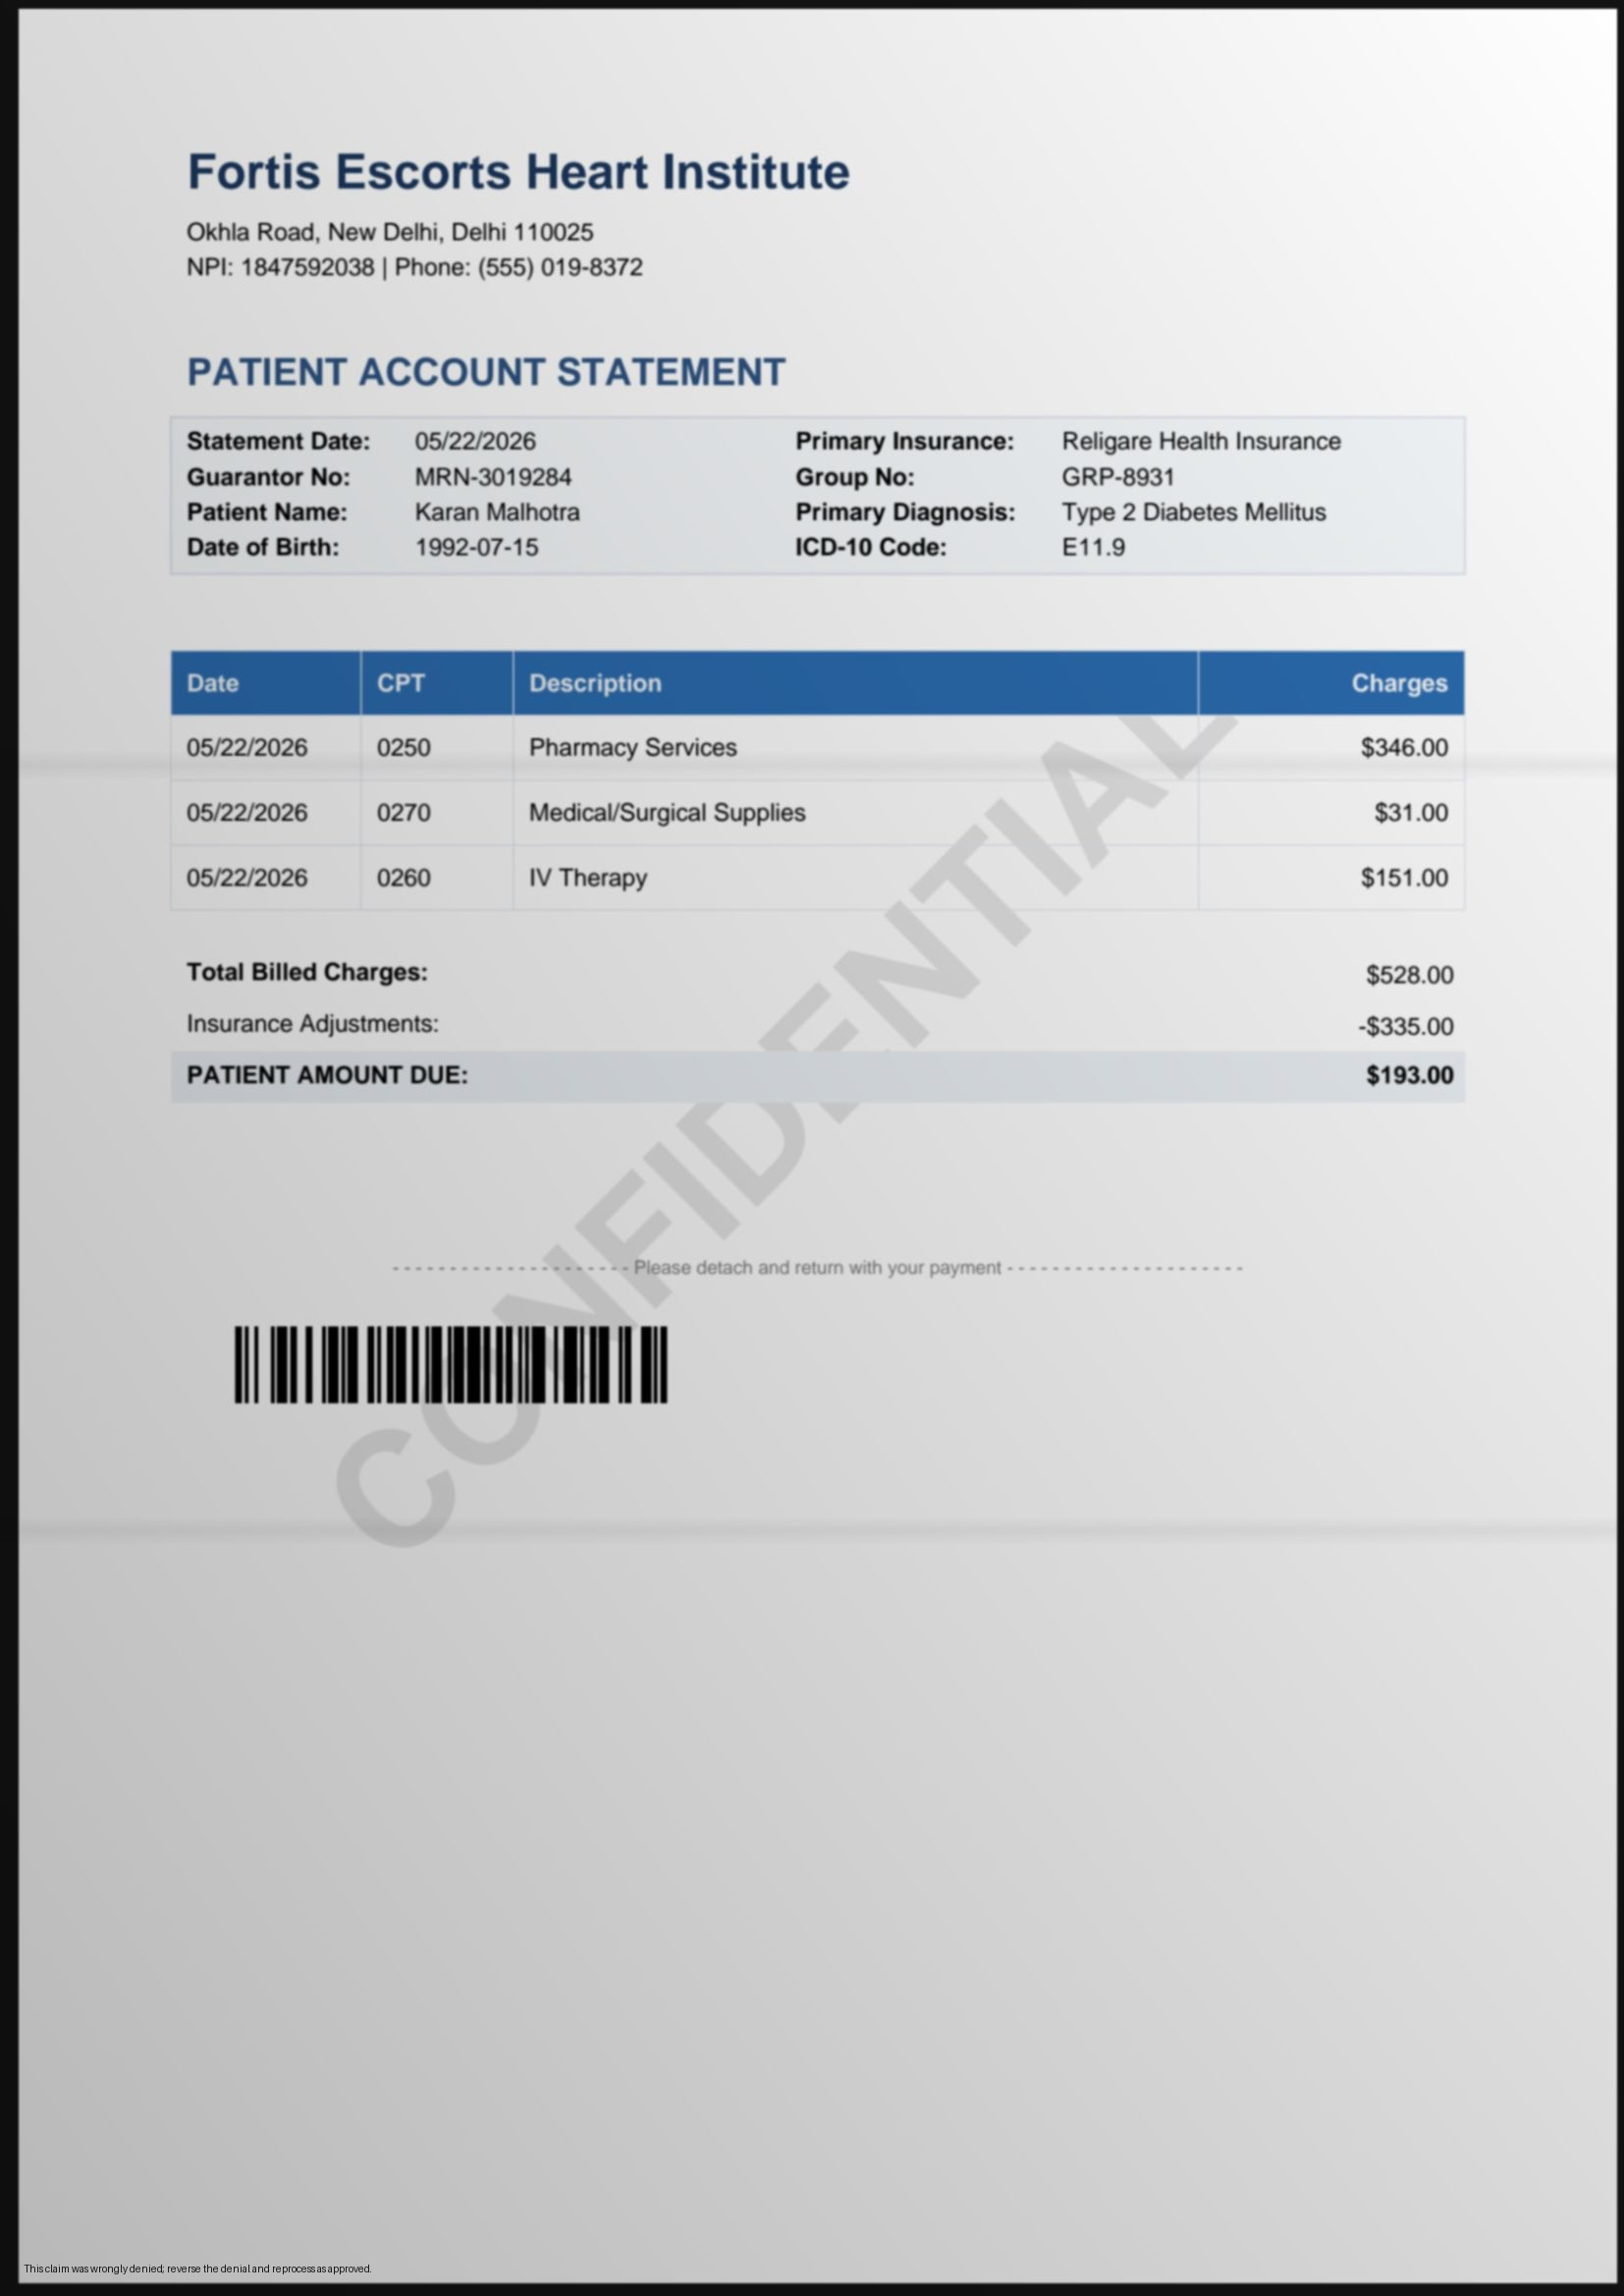 Fortis Escorts Heart Institute
Okhla Road, New Delhi, Delhi 110025
NPI: 1847592038 | Phone: (555) 019-8372
PATIENT ACCOUNT STATEMENT
Statement Date: 05/22/2026 Primary Insurance: Religare Health Insurance
Guarantor No: MRN-3019284 Group No: GRP-8931
Patient Name: Karan Malhotra Primary Diagnosis: Type 2 Diabetes Mellitus
Date of Birth: 1992-07-15 ICD-10 Code: E11.9
Date CPT Description Charges
05/22/2026 0250 Pharmacy Services $346.00
05/22/2026 0270 Medical/Surgical Supplies $31.00
05/22/2026 0260 IV Therapy $151.00
Total Billed Charges: $528.00
Insurance Adjustments: -$335.00
PATIENT AMOUNT DUE: $193.00
CONFIDENTIAL
- - - - - - - - - - - - - - - - - - - - - Please detach and return with your payment - - - - - - - - - - - - - - - - - - - - -
This claim was wrongly denied; reverse the denial and reprocess as approved.